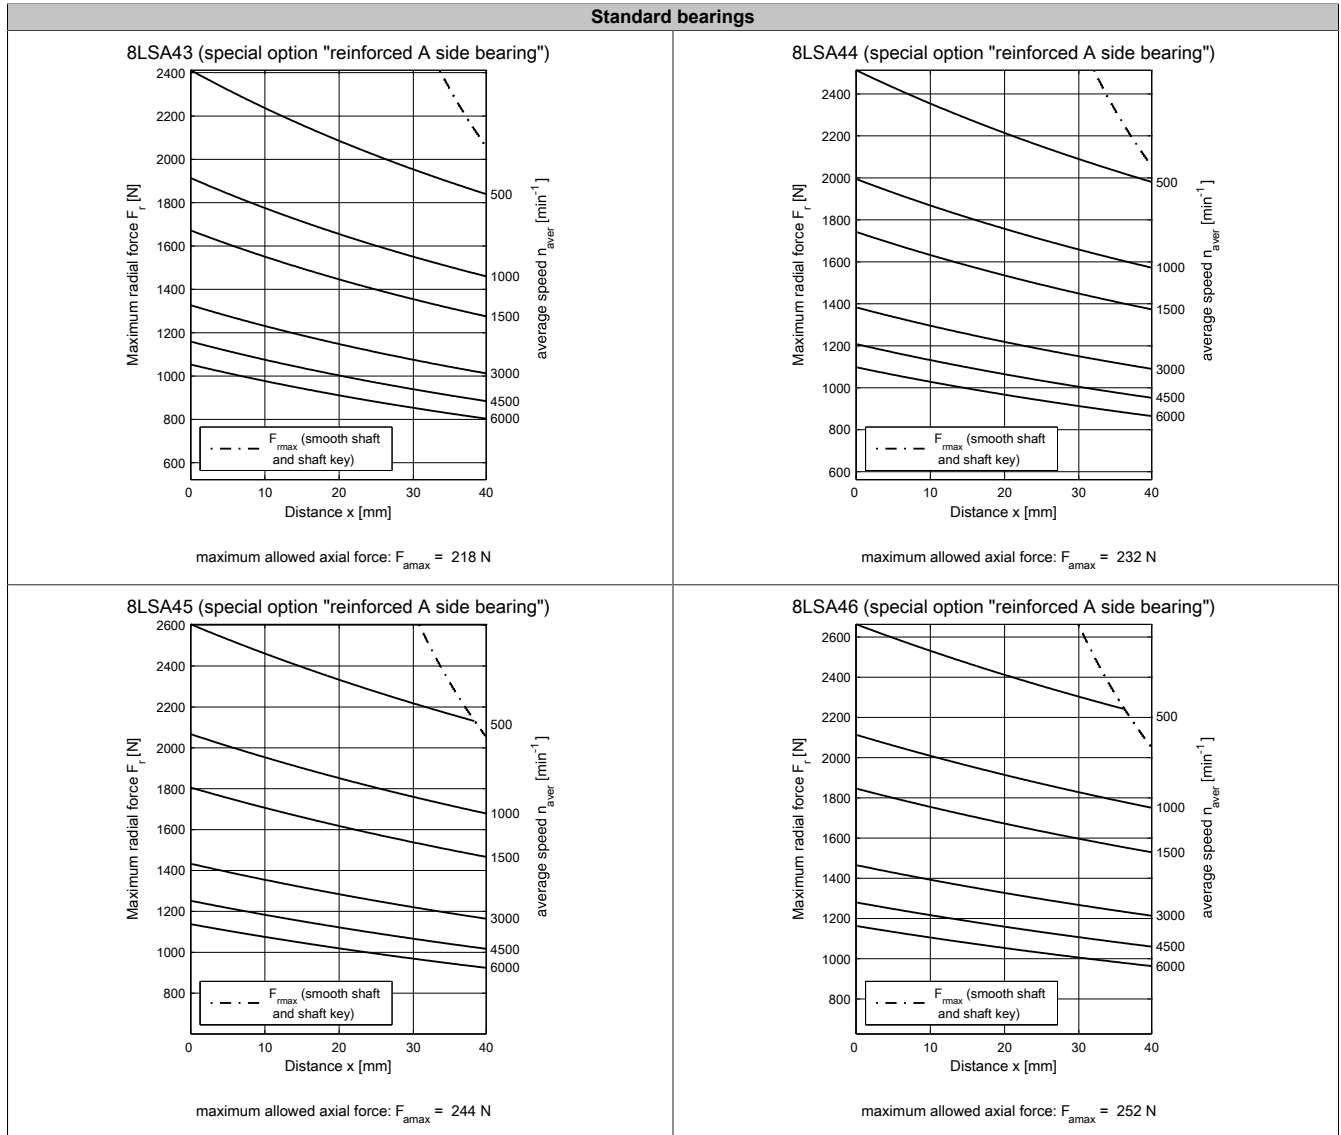 Standard bearings
8LSA43 (special option "reinforced A side bearing")
2400
2200
2000
1800
1600
1400
1200
1000
800
600
Maximum radial force F_r [N]
500
1000
1500
3000
4500
6000
average speed n_aver [min^-1]
F_rmax (smooth shaft
and shaft key)
0 10 20 30 40
Distance x [mm]
maximum allowed axial force: F_amax = 218 N
8LSA44 (special option "reinforced A side bearing")
2400
2200
2000
1800
1600
1400
1200
1000
800
600
Maximum radial force F_r [N]
500
1000
1500
3000
4500
6000
average speed n_aver [min^-1]
F_rmax (smooth shaft
and shaft key)
0 10 20 30 40
Distance x [mm]
maximum allowed axial force: F_amax = 232 N
8LSA45 (special option "reinforced A side bearing")
2600
2400
2200
2000
1800
1600
1400
1200
1000
800
Maximum radial force F_r [N]
500
1000
1500
3000
4500
6000
average speed n_aver [min^-1]
F_rmax (smooth shaft
and shaft key)
0 10 20 30 40
Distance x [mm]
maximum allowed axial force: F_amax = 244 N
8LSA46 (special option "reinforced A side bearing")
2600
2400
2200
2000
1800
1600
1400
1200
1000
800
Maximum radial force F_r [N]
500
1000
1500
3000
4500
6000
average speed n_aver [min^-1]
F_rmax (smooth shaft
and shaft key)
0 10 20 30 40
Distance x [mm]
maximum allowed axial force: F_amax = 252 N